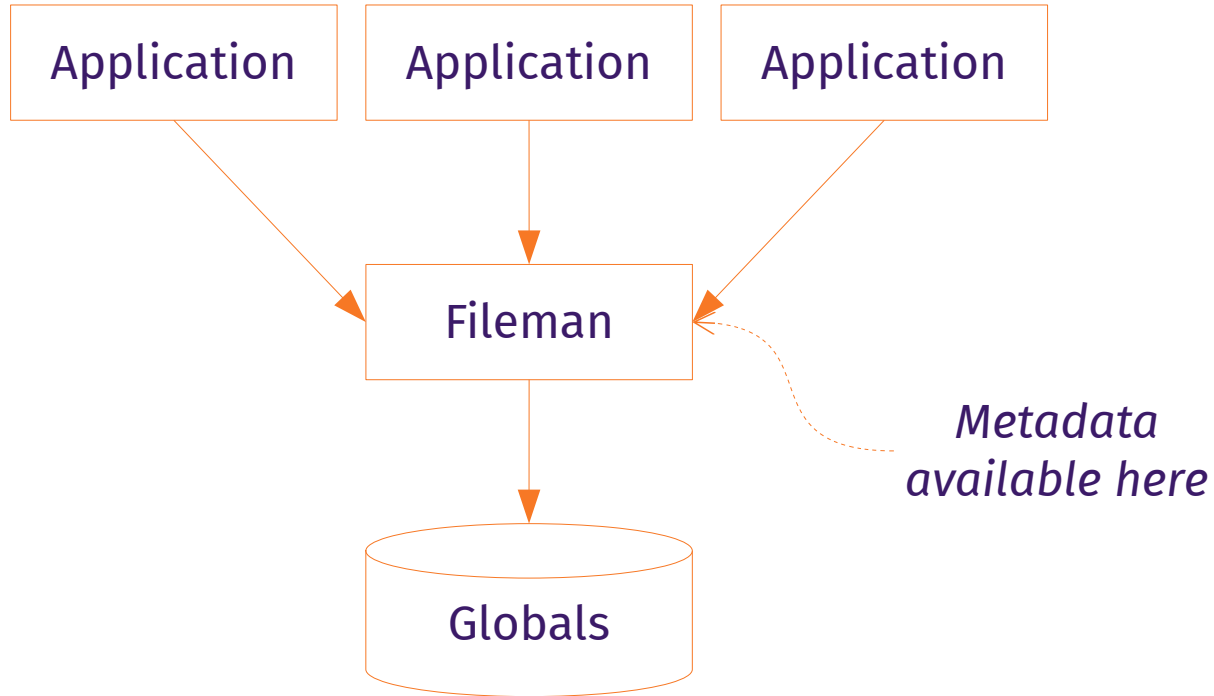 Application
Application
Application
Fileman
Metadata
available here
Globals